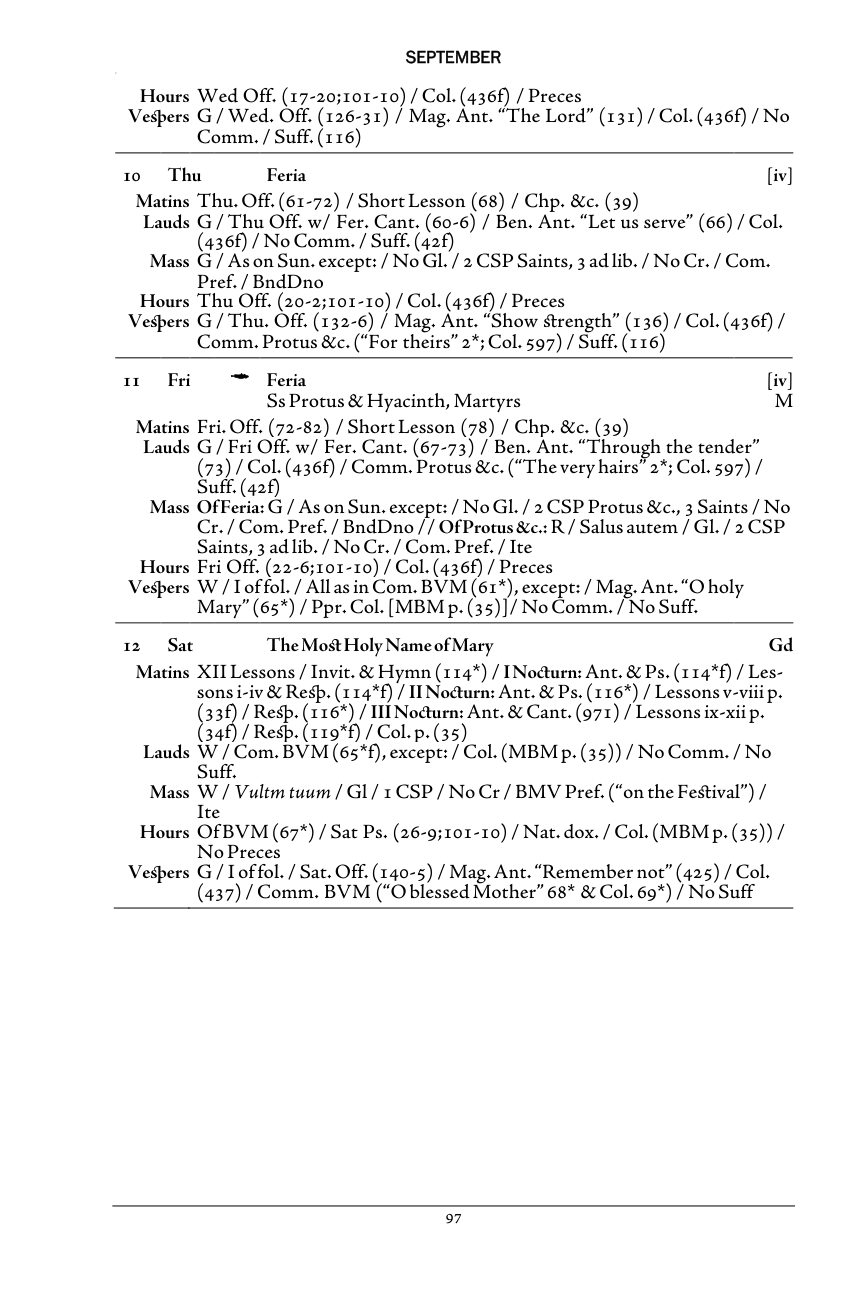 SEPTEMBER
Hours Wed Off. (17-20;101-10) / Col. (436f) / Preces
Vespers G / Wed. Off. (126-31) / Mag. Ant. “The Lord” (131) / Col. (436f) / No
Comm. / Suff. (116)
10 Thu Feria [iv]
Matins Thu. Off. (61-72) / Short Lesson (68) / Chp. &c. (39)
Lauds G / Thu Off. w/ Fer. Cant. (60-6) / Ben. Ant. “Let us serve” (66) / Col.
(436f) / No Comm. / Suff. (42f)
Mass G / As on Sun. except: / No Gl. / 2 CSP Saints, 3 ad lib. / No Cr. / Com.
Pref. / BndDno
Hours Thu Off. (20-2;101-10) / Col. (436f) / Preces
Vespers G / Thu. Off. (132-6) / Mag. Ant. “Show strength” (136) / Col. (436f) /
Comm. Protus &c. (“For theirs” 2*; Col. 597) / Suff. (116)
11 Fri Feria [iv]
Ss Protus & Hyacinth, Martyrs M
Matins Fri. Off. (72-82) / Short Lesson (78) / Chp. &c. (39)
Lauds G / Fri Off. w/ Fer. Cant. (67-73) / Ben. Ant. “Through the tender”
(73) / Col. (436f) / Comm. Protus &c. (“The very hairs” 2*; Col. 597) /
Suff. (42f)
Mass Of Feria: G / As on Sun. except: / No Gl. / 2 CSP Protus &c., 3 Saints / No
Cr. / Com. Pref. / BndDno // Of Protus &c.: R / Salus autem / Gl. / 2 CSP
Saints, 3 ad lib. / No Cr. / Com. Pref. / Ite
Hours Fri Off. (22-6;101-10) / Col. (436f) / Preces
Vespers W / I of fol. / All as in Com. BVM (61*), except: / Mag. Ant. “O holy
Mary” (65*) / Ppr. Col. [MBM p. (35)] / No Comm. / No Suff.
12 Sat The Most Holy Name of Mary Gd
Matins XII Lessons / Invit. & Hymn (114*) / I Nocturn: Ant. & Ps. (114*f) / Les-
sons i-iv & Resp. (114*f) / II Nocturn: Ant. & Ps. (116*) / Lessons v-viii p.
(33f) / Resp. (116*) / III Nocturn: Ant. & Cant. (971) / Lessons ix-xii p.
(34f) / Resp. (119*f) / Col. p. (35)
Lauds W / Com. BVM (65*f), except: / Col. (MBM p. (35)) / No Comm. / No
Suff.
Mass W / Vultm tuum / Gl / 1 CSP / No Cr / BMV Pref. (“on the Festival”) /
Ite
Hours Of BVM (67*) / Sat Ps. (26-9;101-10) / Nat. dox. / Col. (MBM p. (35)) /
No Preces
Vespers G / I of fol. / Sat. Off. (140-5) / Mag. Ant. “Remember not” (425) / Col.
(437) / Comm. BVM (“O blessed Mother” 68* & Col. 69*) / No Suff
97